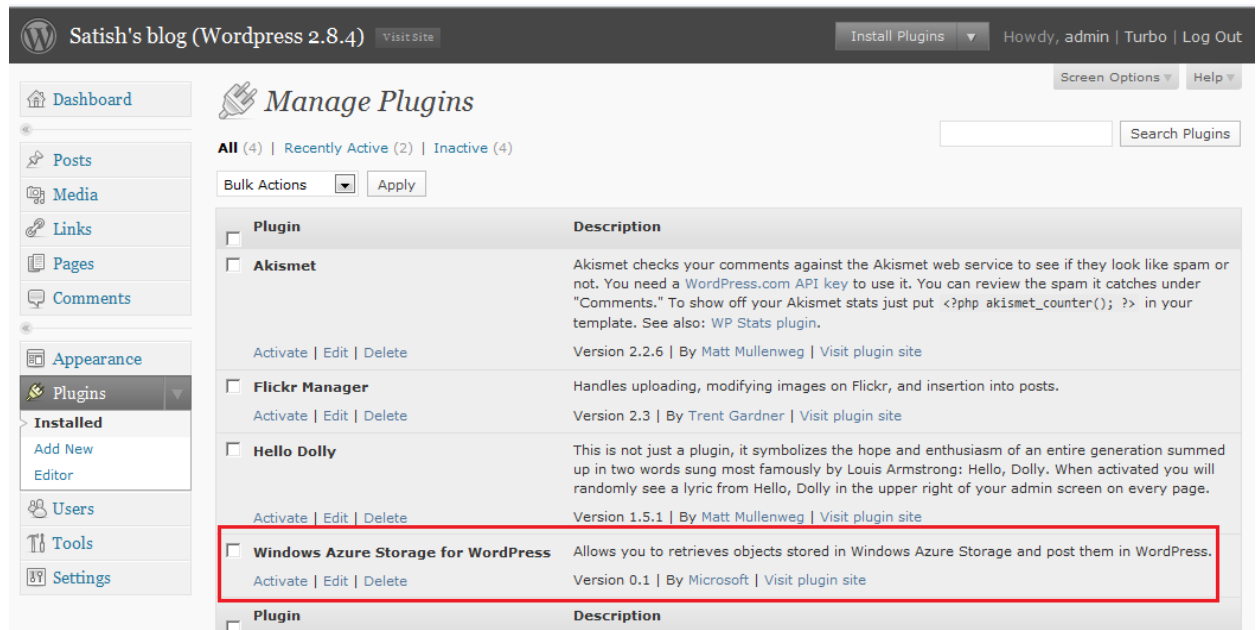 Satish's blog (Wordpress 2.8.4) Visit Site
Install Plugins
Howdy, admin | Turbo | Log Out
Screen Options Help
Dashboard
Posts
Media
Links
Pages
Comments
Appearance
Plugins
Installed
Add New
Editor
Users
Tools
Settings
Manage Plugins
Search Plugins
All (4) | Recently Active (2) | Inactive (4)
Bulk Actions Apply
Plugin Description
Akismet
Akismet checks your comments against the Akismet web service to see if they look like spam or
not. You need a WordPress.com API key to use it. You can review the spam it catches under
"Comments." To show off your Akismet stats just put <?php akismet_counter(); ?> in your
template. See also: WP Stats plugin.
Activate | Edit | Delete Version 2.2.6 | By Matt Mullenweg | Visit plugin site
Flickr Manager Handles uploading, modifying images on Flickr, and insertion into posts.
Activate | Edit | Delete Version 2.3 | By Trent Gardner | Visit plugin site
Hello Dolly
This is not just a plugin, it symbolizes the hope and enthusiasm of an entire generation summed
up in two words sung most famously by Louis Armstrong: Hello, Dolly. When activated you will
randomly see a lyric from Hello, Dolly in the upper right of your admin screen on every page.
Activate | Edit | Delete Version 1.5.1 | By Matt Mullenweg | Visit plugin site
Windows Azure Storage for WordPress Allows you to retrieves objects stored in Windows Azure Storage and post them in WordPress.
Activate | Edit | Delete Version 0.1 | By Microsoft | Visit plugin site
Plugin Description